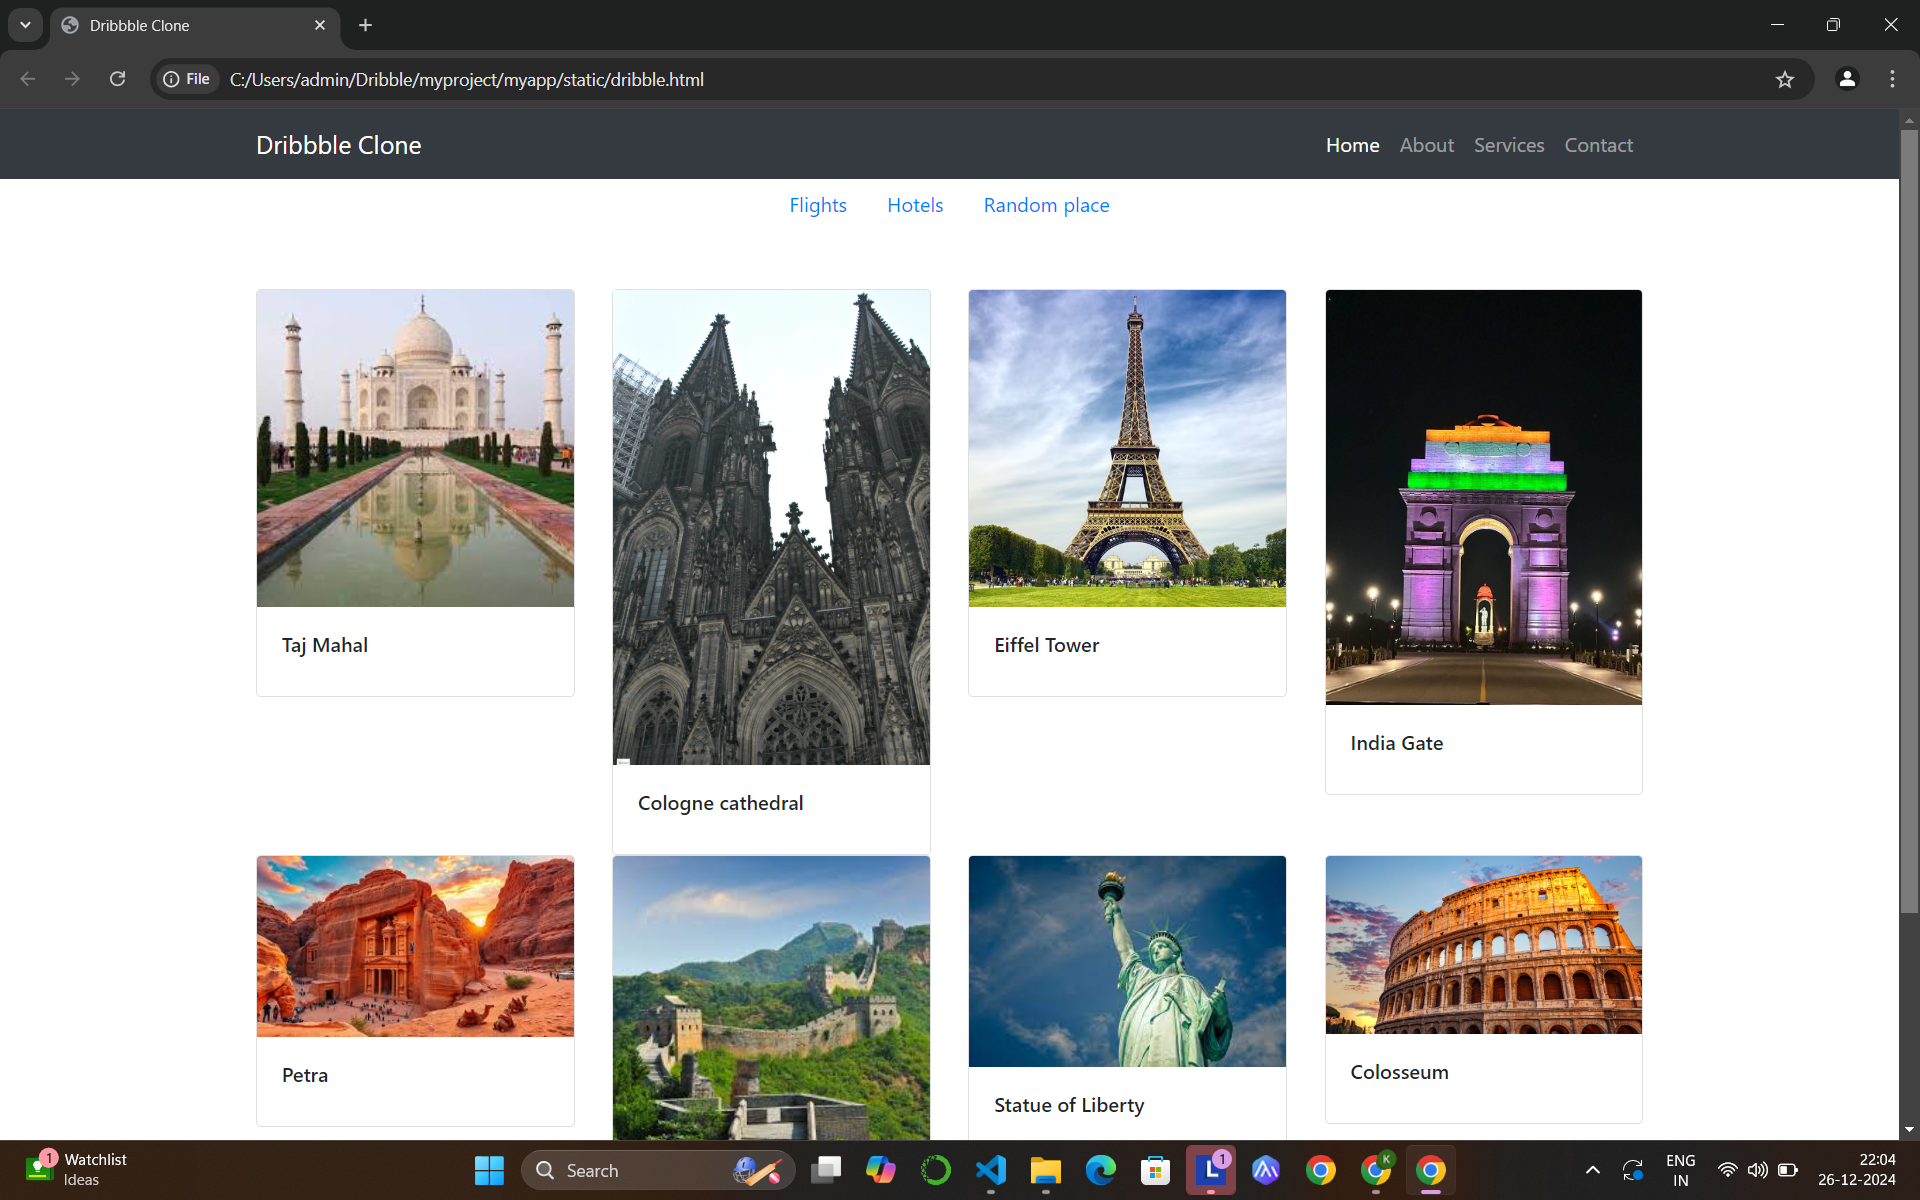 Dribbble Clone
File
C:/Users/admin/Dribble/myproject/myapp/static/dribble.html
Dribbble Clone
Home
About
Services
Contact
Flights
Hotels
Random place
Taj Mahal
Cologne cathedral
Eiffel Tower
India Gate
Petra
Statue of Liberty
Colosseum
1
Watchlist
Ideas
Search
L
1
K
ENG
IN
22:04
26-12-2024